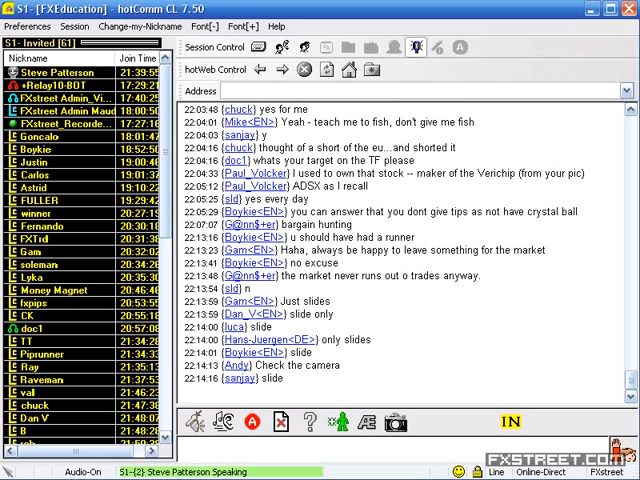 S1- [FXEducation] - hotComm CL 7.50
Preferences Session Change-my-Nickname Font[-] Font[+] Help
S1- Invited [61]
Nickname Join Time
Steve Patterson 21:39:55
+Relay10-BOT 17:29:21
FXstreet Admin_Vi... 17:40:25
FXstreet Admin Maud 18:00:50
FXstreet_Recorde... 17:27:16
Goncalo 18:01:47
Boykie 18:52:50
Justin 19:00:46
Carlos 19:01:37
Astrid 19:10:22
FULLER 19:29:42
winner 20:27:19
Fernando 20:30:18
FXTrd 20:31:38
Gam 20:32:02
soleman 20:34:26
Lyka 20:35:30
Money Magnet 20:46:46
fxpips 20:53:55
CK 20:55:18
doc1 20:57:08
TT 21:34:28
Piprunner 21:34:33
Ray 21:35:13
Raveman 21:37:53
val 21:46:23
chuck 21:47:38
Dan V 21:48:07
B 21:48:28
Session Control
hotWeb Control
Address
22:03:48 {chuck} yes for me
22:04:01 {Mike<EN>} Yeah - teach me to fish, don't give me fish
22:04:03 {sanjay} y
22:04:16 {chuck} thought of a short of the eu...and shorted it
22:04:16 {doc1} whats your target on the TF please
22:04:33 {Paul_Volcker} I used to own that stock -- maker of the Verichip (from your pic)
22:05:12 {Paul_Volcker} ADSX as I recall
22:05:25 {sld} yes every day
22:05:29 {Boykie<EN>} you can answer that you dont give tips as not have crystal ball
22:07:07 {G@nn$+er} bargain hunting
22:13:16 {Boykie<EN>} u should have had a runner
22:13:23 {Gam<EN>} Haha, always be happy to leave something for the market
22:13:41 {Boykie<EN>} no excuse
22:13:48 {G@nn$+er} the market never runs out o trades anyway.
22:13:54 {sld} n
22:13:59 {Gam<EN>} Just slides
22:13:59 {Dan_V<EN>} slide only
22:14:00 {luca} slide
22:14:00 {Hans-Juergen<DE>} only slides
22:14:01 {Boykie<EN>} slide
22:14:13 {Andy} Check the camera
22:14:16 {sanjay} slide
IN
FXSTREET.COM
Audio-On S1-{2} Steve Patterson Speaking Line Online/Direct FXstreet